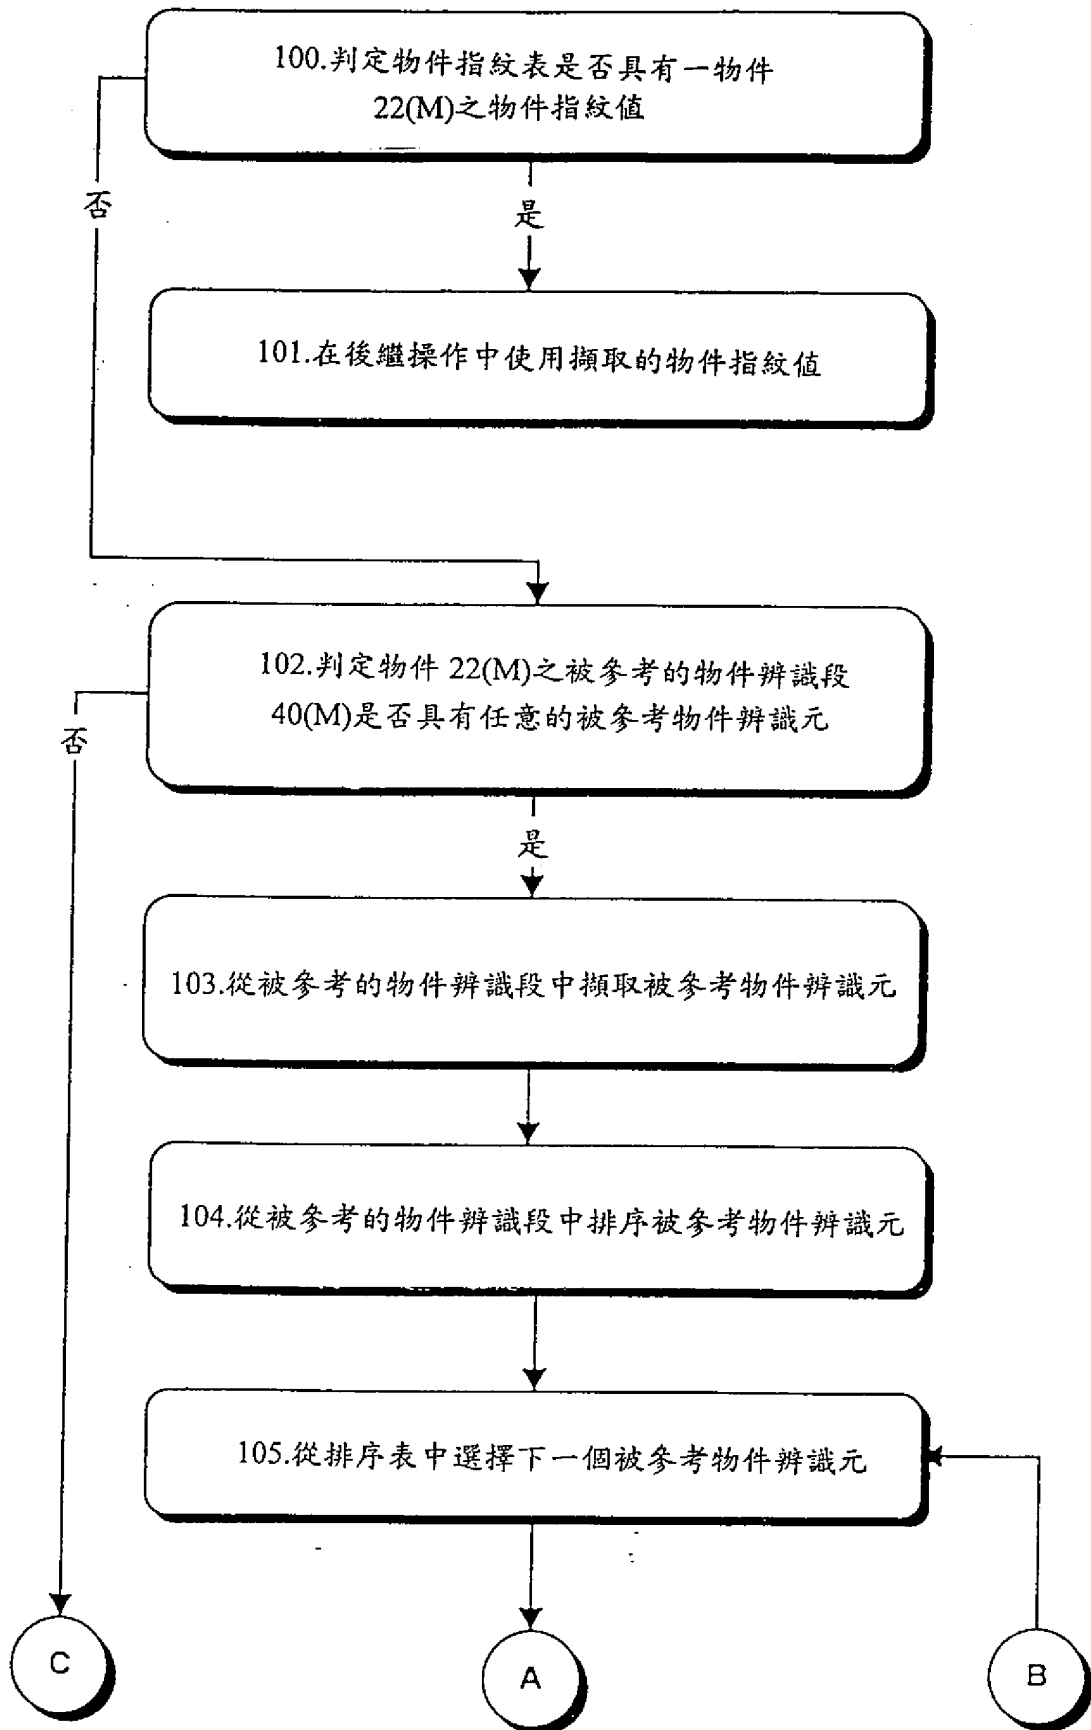 100.判定物件指紋表是否具有一物件
22(M)之物件指紋值
否
是
101.在後繼操作中使用擷取的物件指紋值
102.判定物件 22(M)之被參考的物件辨識段
40(M)是否具有任意的被參考物件辨識元
否
是
103.從被參考的物件辨識段中擷取被參考物件辨識元
104.從被參考的物件辨識段中排序被參考物件辨識元
105.從排序表中選擇下一個被參考物件辨識元
C
A
B